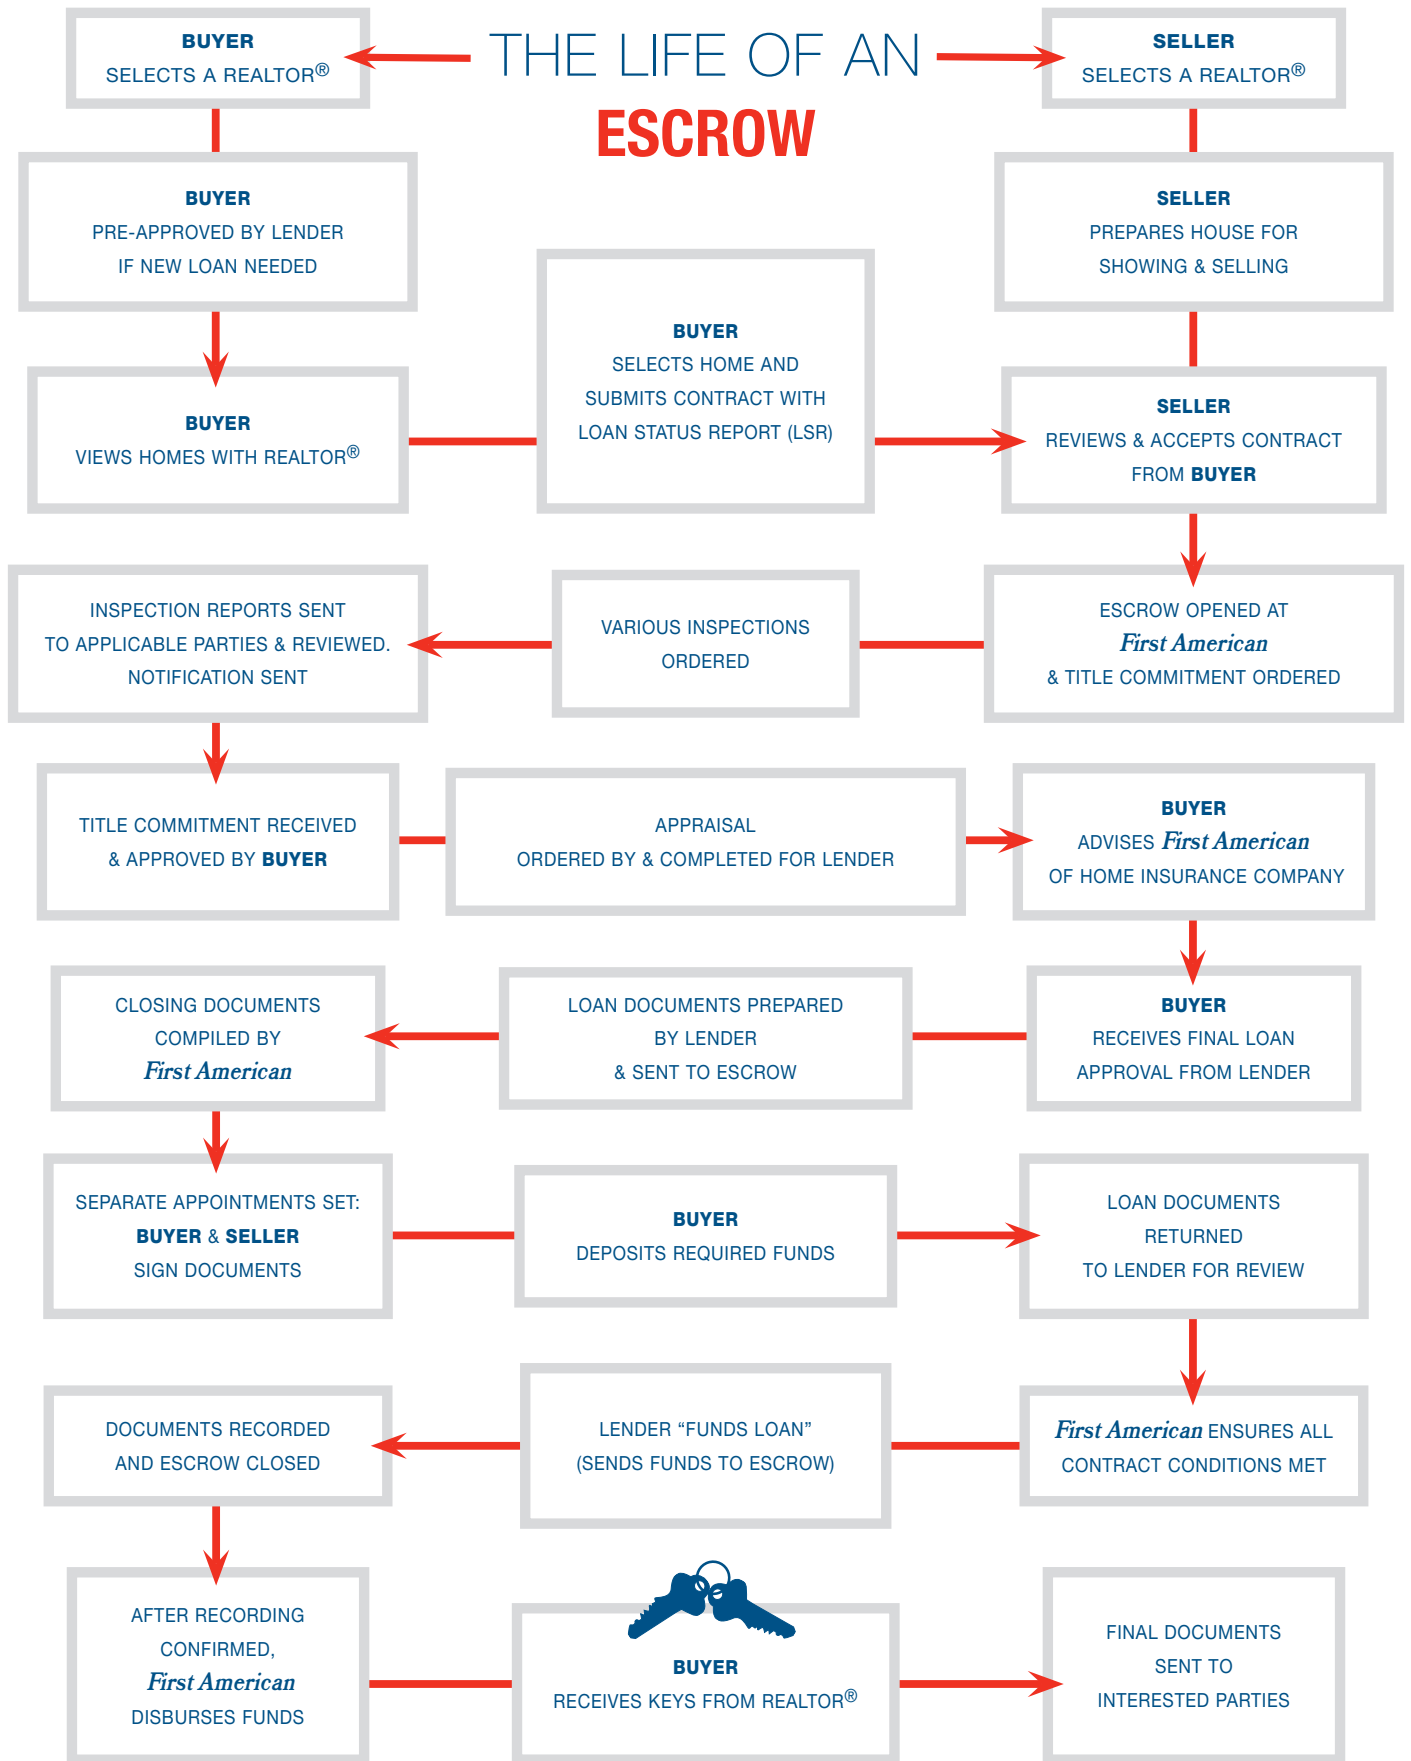 THE LIFE OF AN
ESCROW
BUYER
SELECTS A REALTOR®
SELLER
SELECTS A REALTOR®
BUYER
PRE-APPROVED BY LENDER
IF NEW LOAN NEEDED
SELLER
PREPARES HOUSE FOR
SHOWING & SELLING
BUYER
VIEWS HOMES WITH REALTOR®
BUYER
SELECTS HOME AND
SUBMITS CONTRACT WITH
LOAN STATUS REPORT (LSR)
SELLER
REVIEWS & ACCEPTS CONTRACT
FROM BUYER
ESCROW OPENED AT
First American
& TITLE COMMITMENT ORDERED
VARIOUS INSPECTIONS
ORDERED
INSPECTION REPORTS SENT
TO APPLICABLE PARTIES & REVIEWED.
NOTIFICATION SENT
TITLE COMMITMENT RECEIVED
& APPROVED BY BUYER
APPRAISAL
ORDERED BY & COMPLETED FOR LENDER
BUYER
ADVISES First American
OF HOME INSURANCE COMPANY
BUYER
RECEIVES FINAL LOAN
APPROVAL FROM LENDER
LOAN DOCUMENTS PREPARED
BY LENDER
& SENT TO ESCROW
CLOSING DOCUMENTS
COMPILED BY
First American
SEPARATE APPOINTMENTS SET:
BUYER & SELLER
SIGN DOCUMENTS
BUYER
DEPOSITS REQUIRED FUNDS
LOAN DOCUMENTS
RETURNED
TO LENDER FOR REVIEW
First American ENSURES ALL
CONTRACT CONDITIONS MET
LENDER “FUNDS LOAN”
(SENDS FUNDS TO ESCROW)
DOCUMENTS RECORDED
AND ESCROW CLOSED
AFTER RECORDING
CONFIRMED,
First American
DISBURSES FUNDS
BUYER
RECEIVES KEYS FROM REALTOR®
FINAL DOCUMENTS
SENT TO
INTERESTED PARTIES